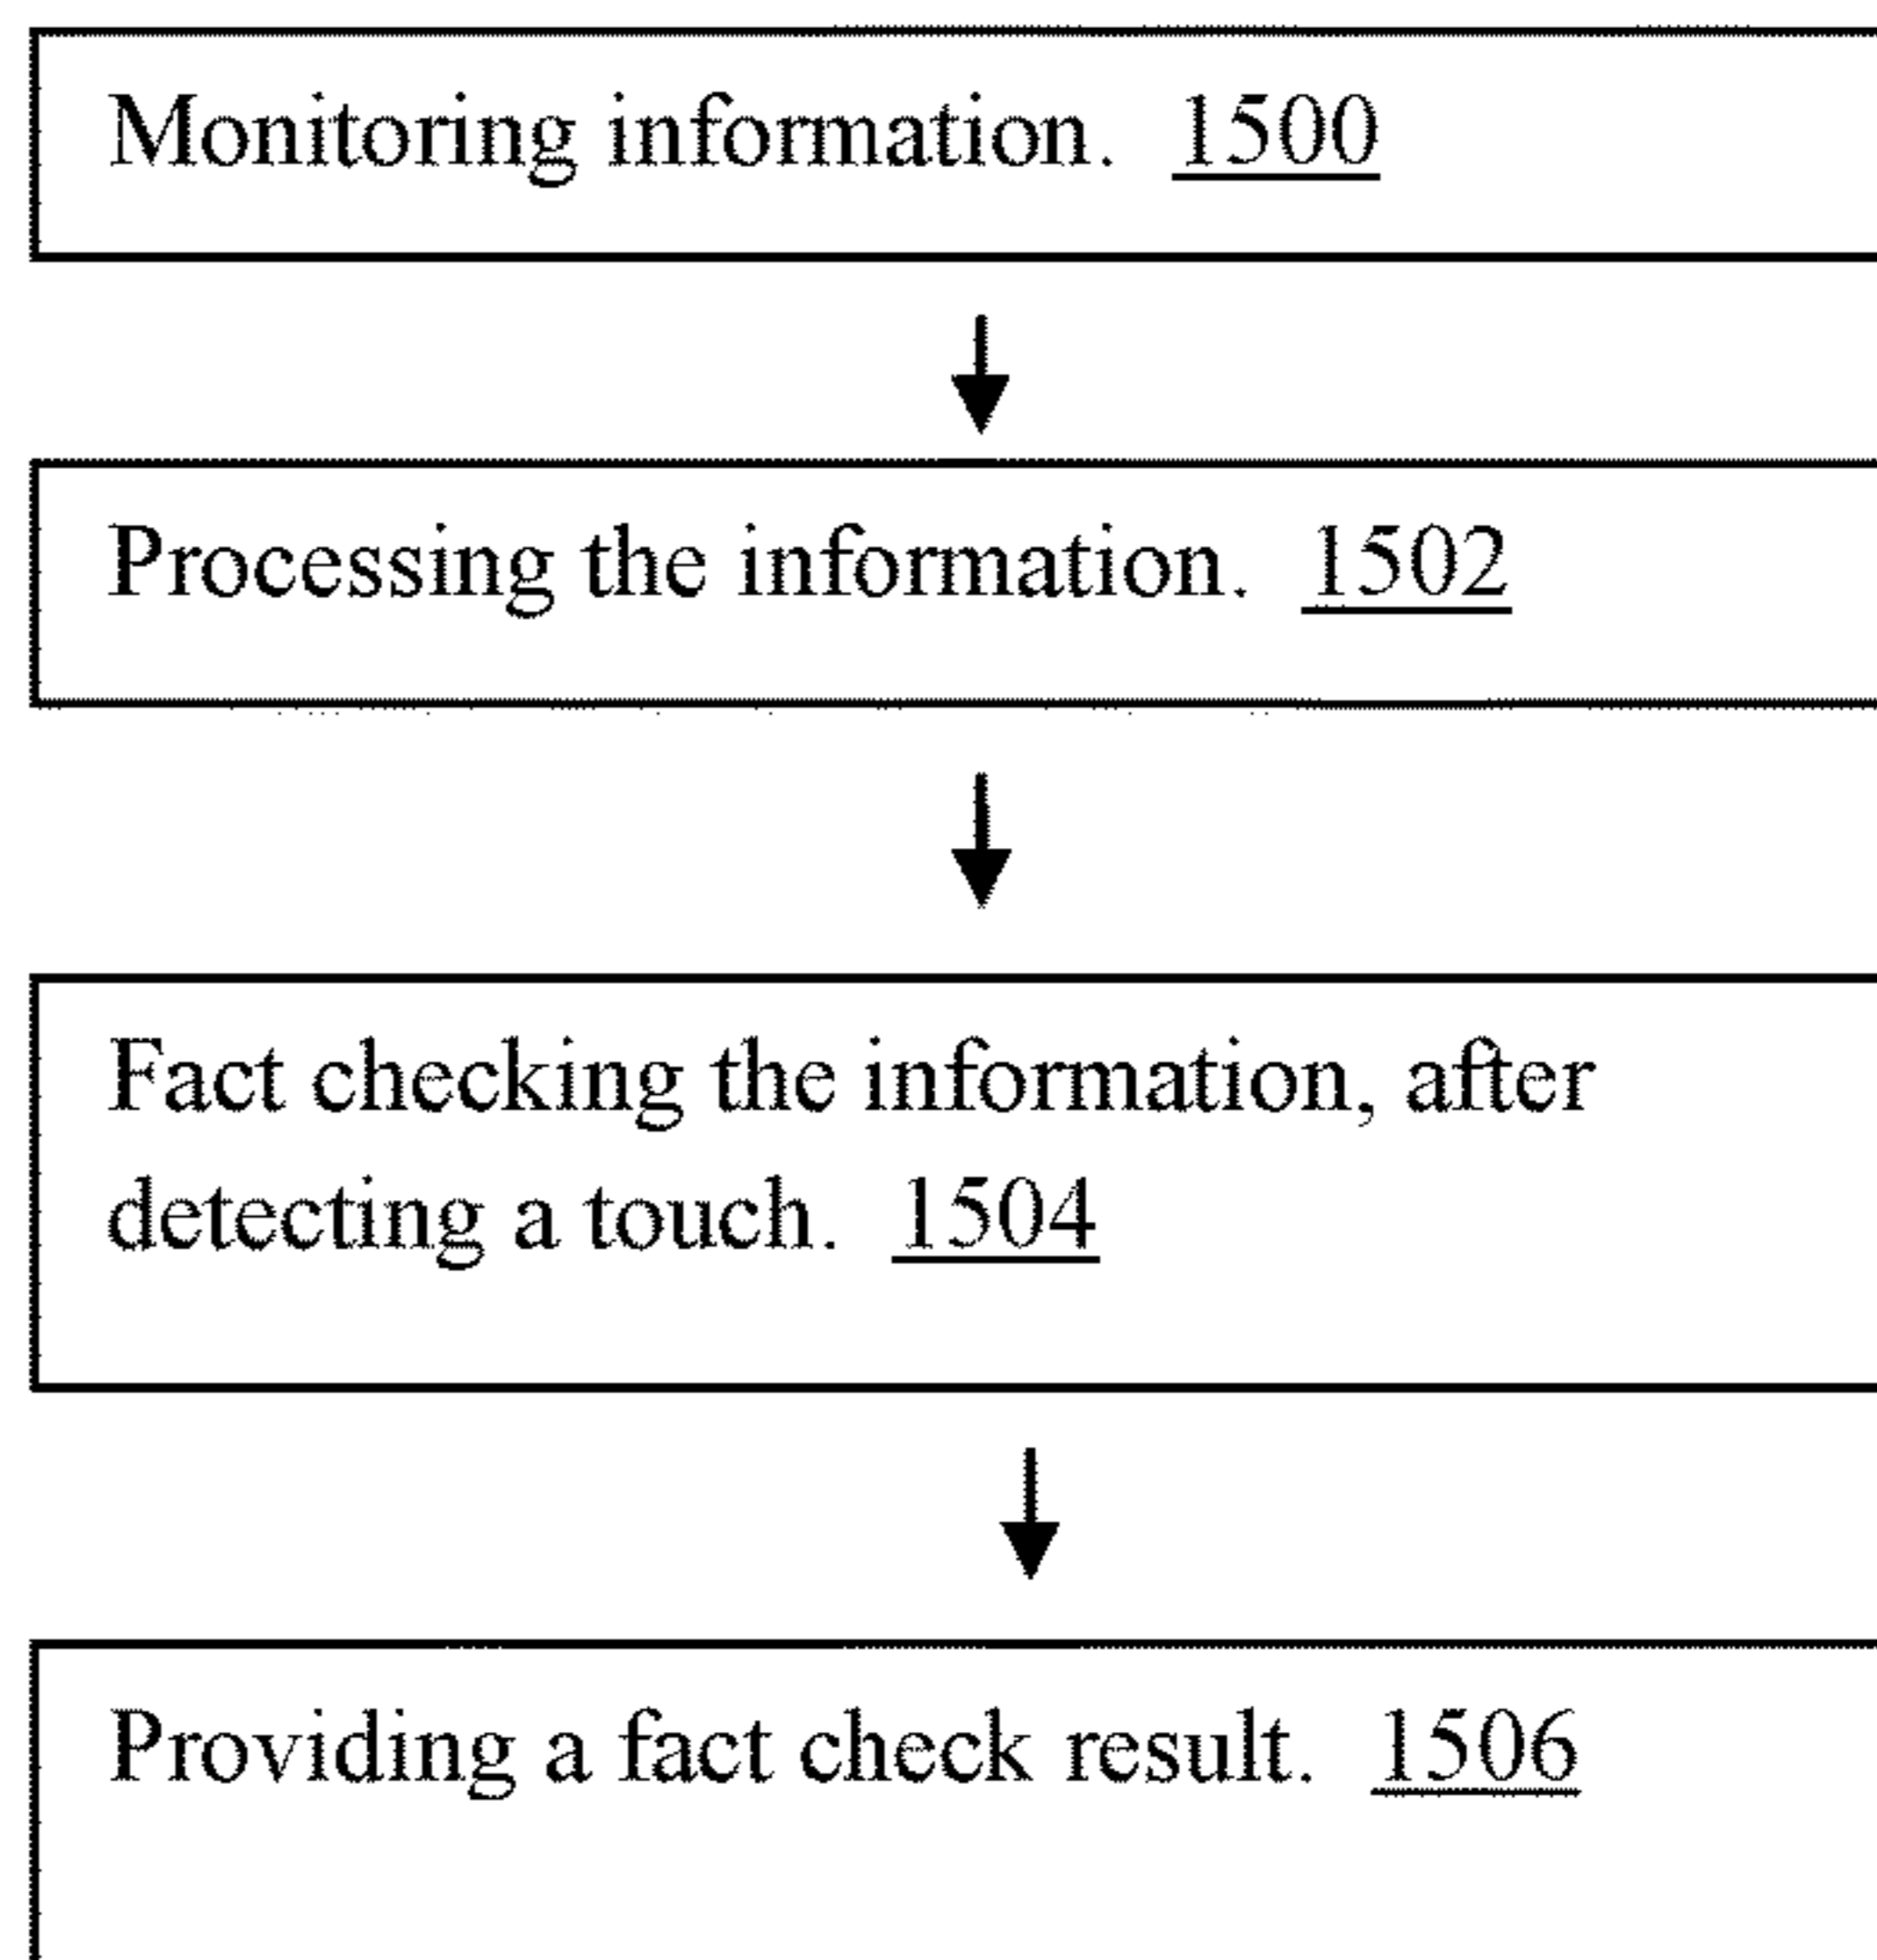 Monitoring information. 1500
Processing the information. 1502
Fact checking the information, after
detecting a touch. 1504
Providing a fact check result. 1506